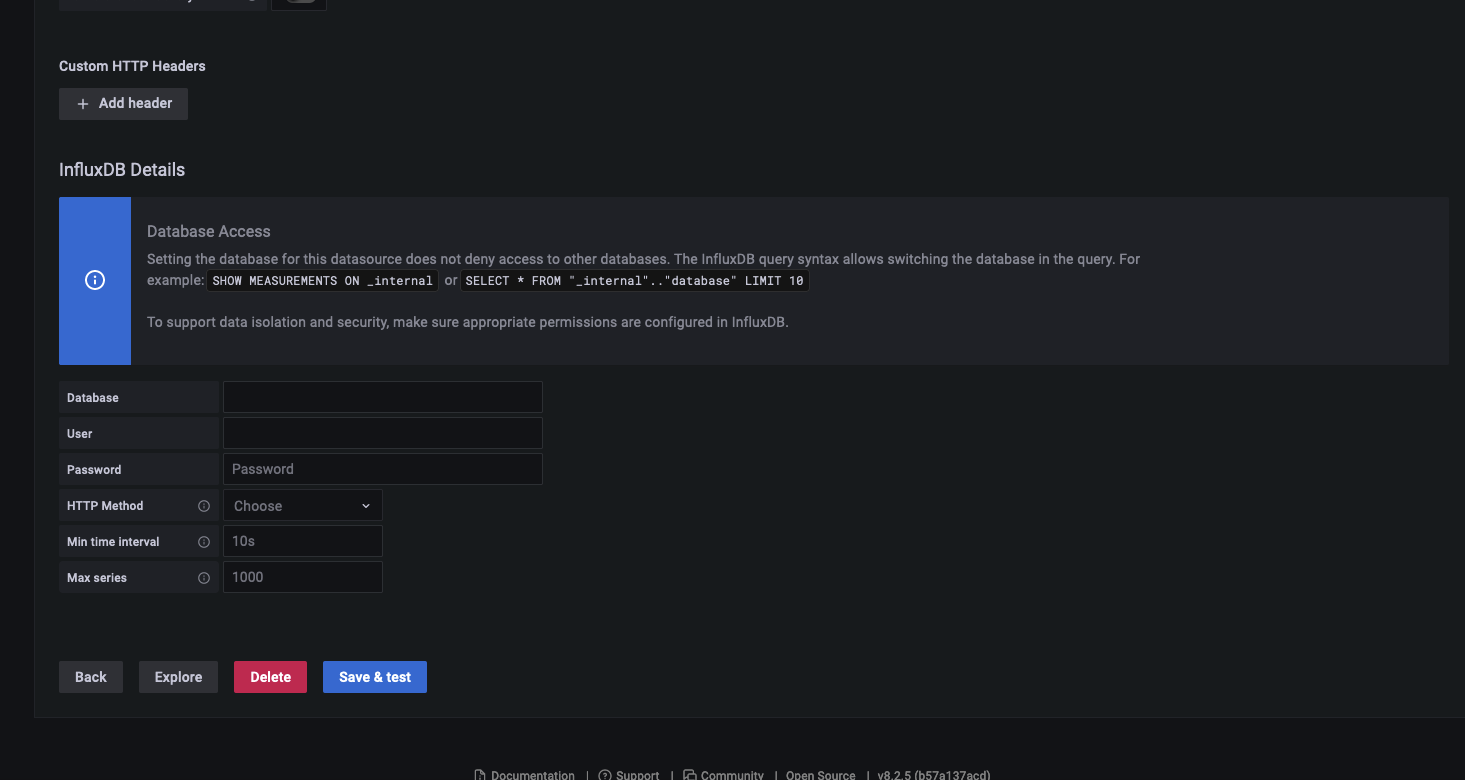 Custom HTTP Headers
Add header
InfluxDB Details
Database Access
Setting the database for this datasource does not deny access to other databases. The InfluxDB query syntax allows switching the database in the query. For
example: SHOW MEASUREMENTS ON _internal or SELECT * FROM "_internal".."database" LIMIT 10
To support data isolation and security, make sure appropriate permissions are configured in InfluxDB.
Database
User
Password Password
HTTP Method Choose
Min time interval 10s
Max series 1000
Back Explore Delete Save & test
Documentation | Support | Community | Open Source | v8.2.5 (b57a137acd)